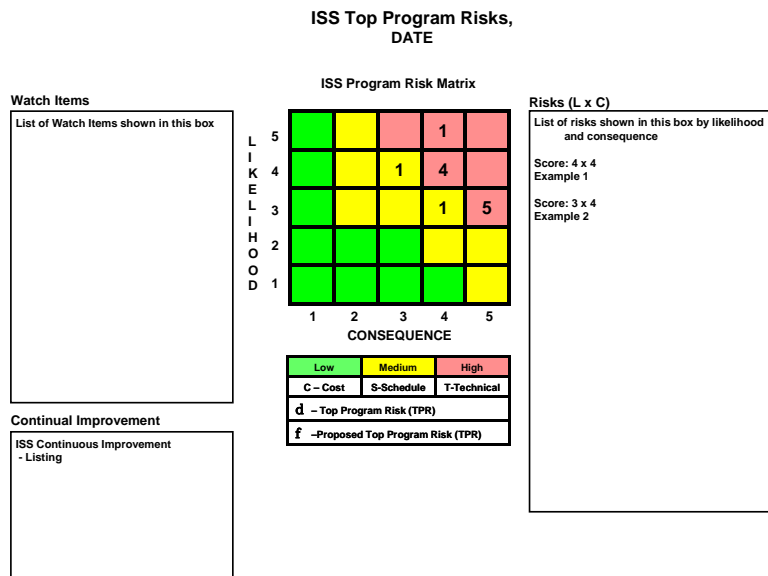 ISS Top Program Risks,
DATE
ISS Program Risk Matrix
Watch Items
List of Watch Items shown in this box
Continual Improvement
ISS Continuous Improvement
- Listing
LIKELIHOOD
5
1
4
1
4
3
1
5
2
1
1
2
3
4
5
CONSEQUENCE
Low
Medium
High
C – Cost
S-Schedule
T-Technical
d – Top Program Risk (TPR)
f –Proposed Top Program Risk (TPR)
Risks (L x C)
List of risks shown in this box by likelihood
and consequence
Score: 4 x 4
Example 1
Score: 3 x 4
Example 2